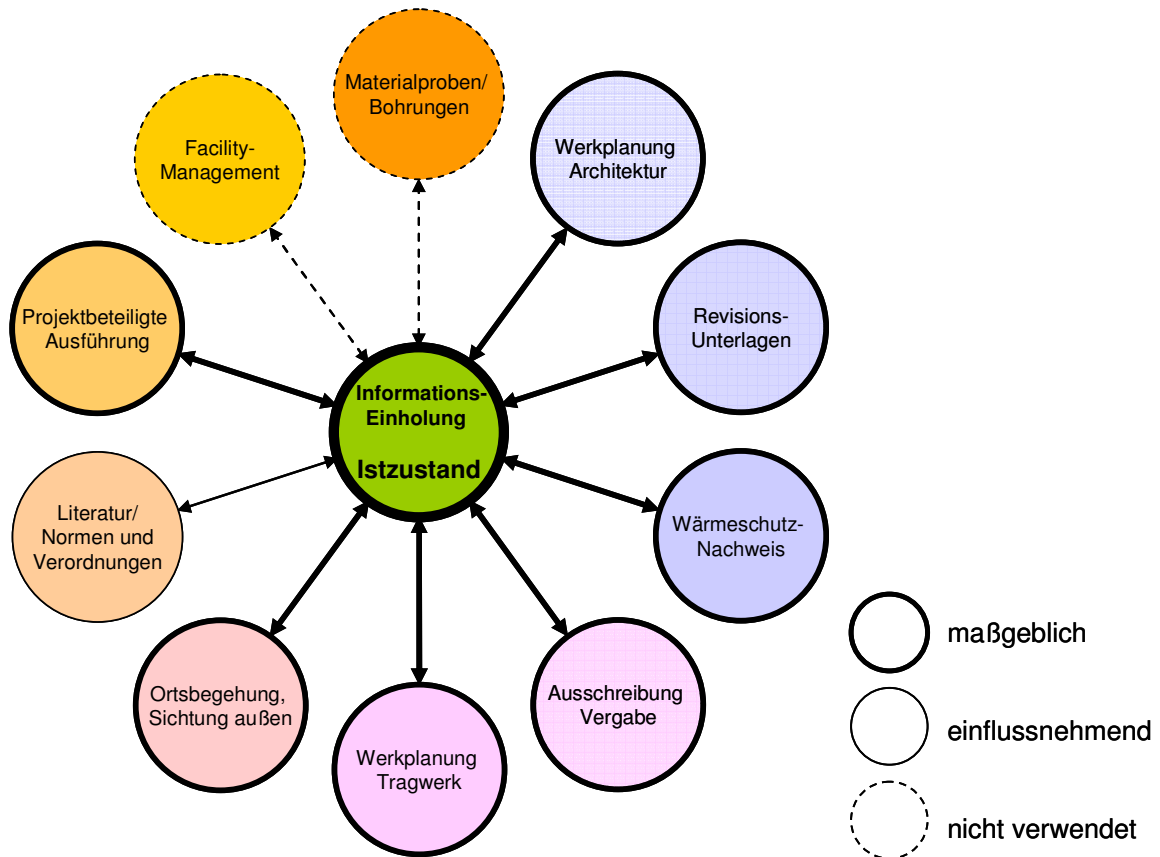 Materialproben/
Bohrungen
Facility-
Management
Werkplanung
Architektur
Projektbeteiligte
Ausführung
Revisions-
Unterlagen
Informations-
Einholung
Istzustand
Literatur/
Normen und
Verordnungen
Wärmeschutz-
Nachweis
Ortsbegehung,
Sichtung außen
Werkplanung
Tragwerk
Ausschreibung
Vergabe
maßgeblich
einflussnehmend
nicht verwendet